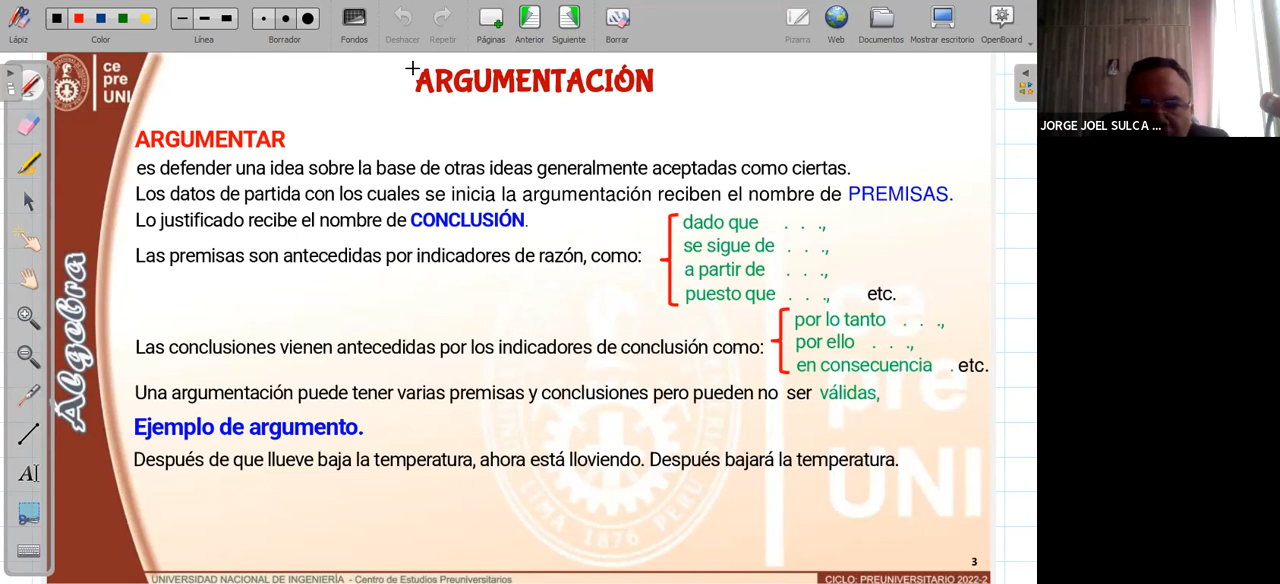 Lápiz
Color
Línea
Borrador
Fondos
Deshacer
Repetir
Páginas
Anterior
Siguiente
Borrar
Pizarra
Web
Documentos
Mostrar escritorio
OpenBoard
JORGE JOEL SULCA ...
ce
pre
UNI
ARGUMENTACIÓN
ARGUMENTAR
es defender una idea sobre la base de otras ideas generalmente aceptadas como ciertas.
Los datos de partida con los cuales se inicia la argumentación reciben el nombre de PREMISAS.
Lo justificado recibe el nombre de CONCLUSIÓN.
dado que . . .,
se sigue de . . .,
Las premisas son antecedidas por indicadores de razón, como:
a partir de . . .,
puesto que . . ., etc.
por lo tanto . . .,
por ello . . .,
Las conclusiones vienen antecedidas por los indicadores de conclusión como:
en consecuencia . etc.
Una argumentación puede tener varias premisas y conclusiones pero pueden no ser válidas,
Ejemplo de argumento.
Después de que llueve baja la temperatura, ahora está lloviendo. Después bajará la temperatura.
Álgebra
AI
ce
pre
UNI
LIMA PERU
1876
3
UNIVERSIDAD NACIONAL DE INGENIERÍA - Centro de Estudios Preuniversitarios
CICLO: PREUNIVERSITARIO 2022-2